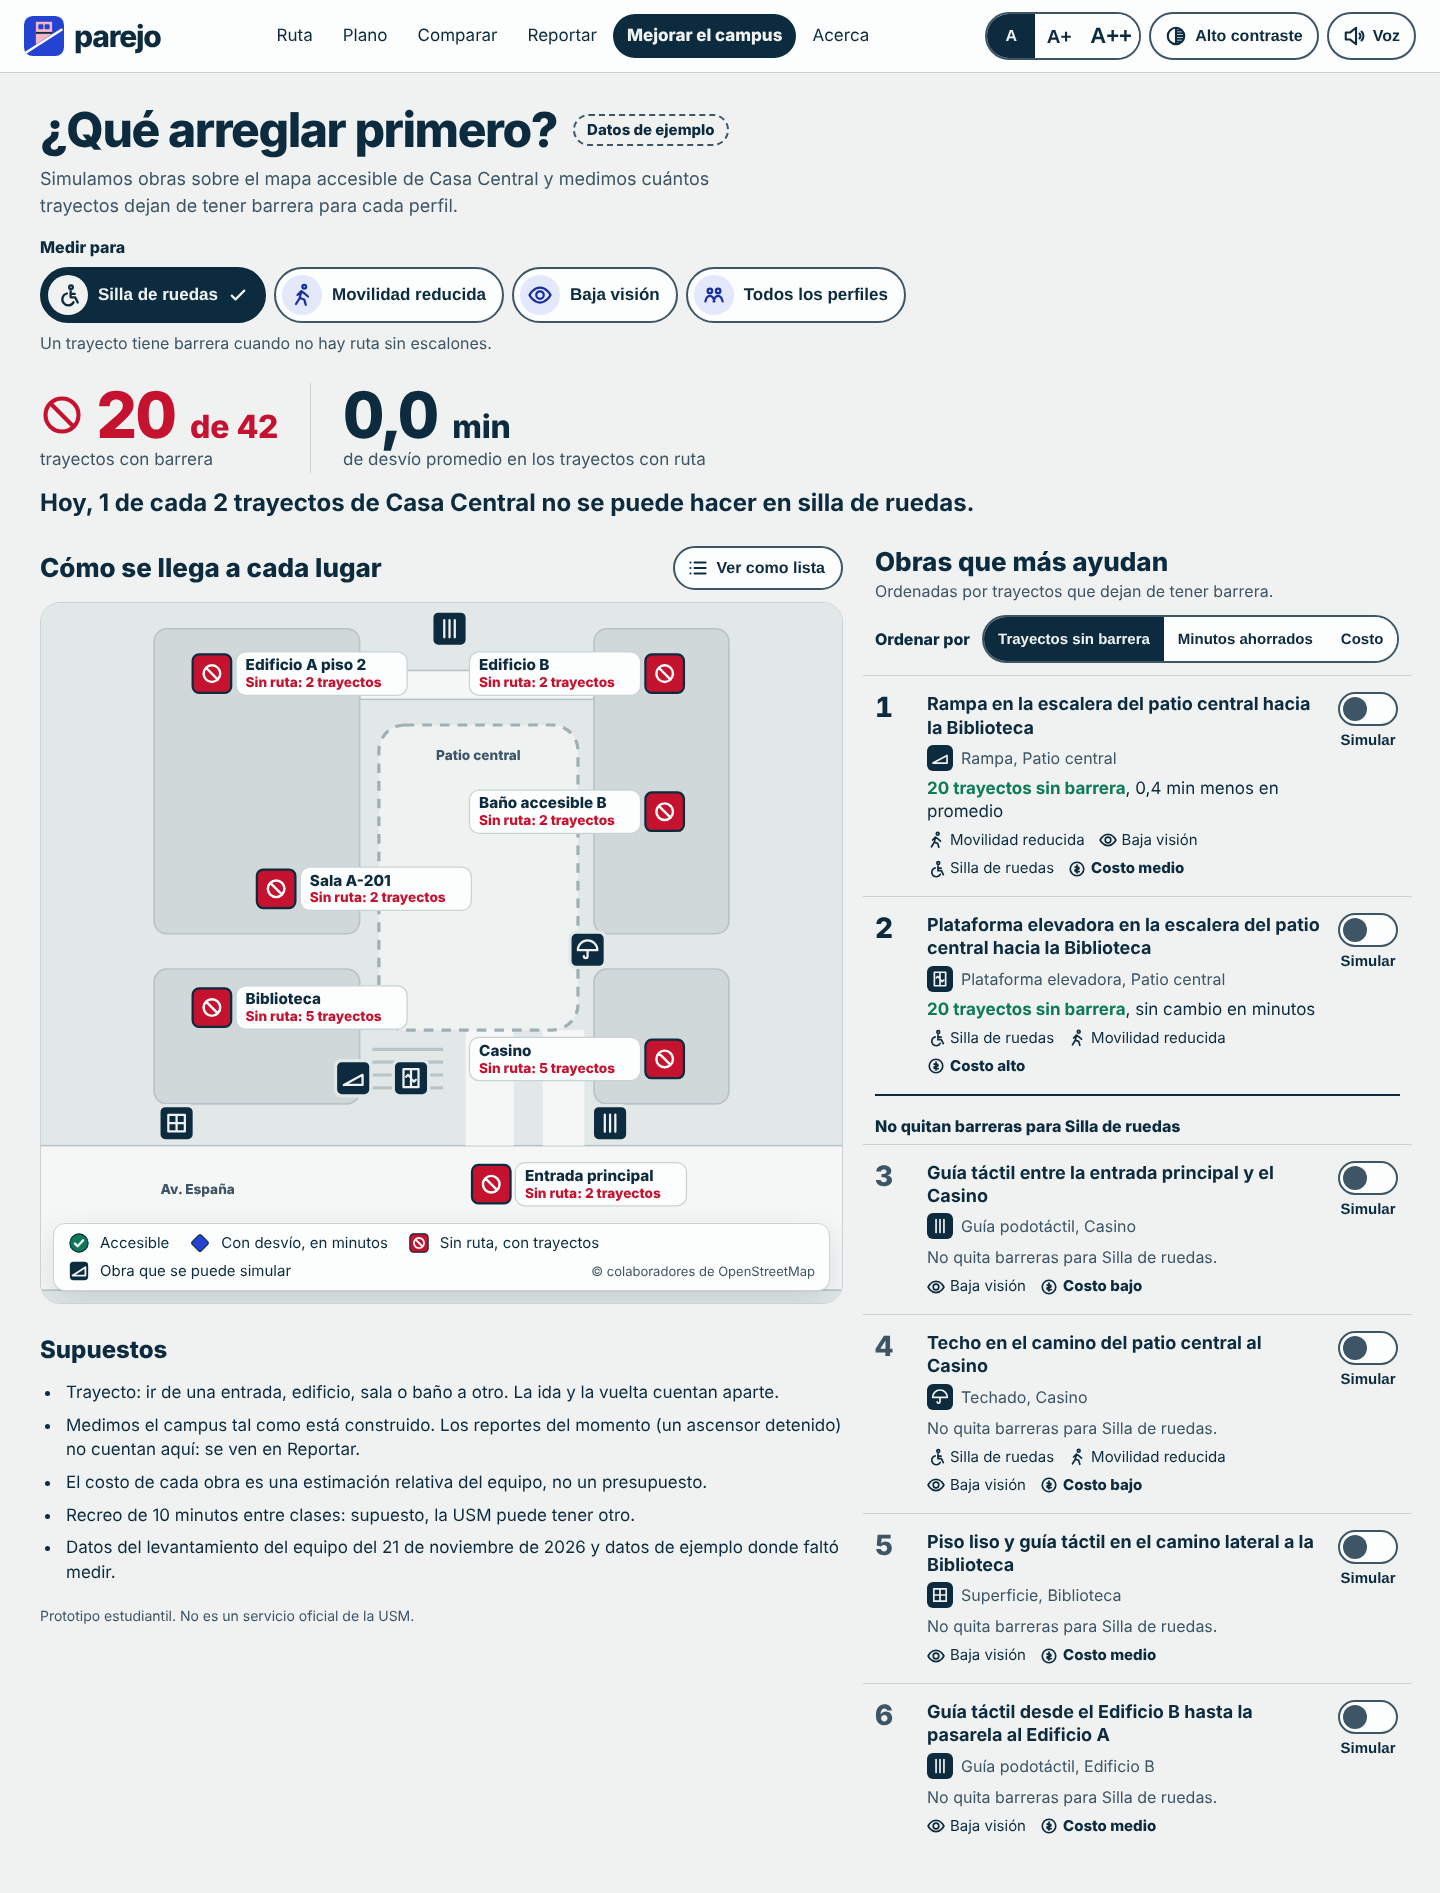 parejo
Ruta
Plano
Comparar
Reportar
Mejorar el campus
Acerca
A
A+
A++
Alto contraste
Voz
¿Qué arreglar primero?
Datos de ejemplo
Simulamos obras sobre el mapa accesible de Casa Central y medimos cuántos
trayectos dejan de tener barrera para cada perfil.
Medir para
Silla de ruedas
Movilidad reducida
Baja visión
Todos los perfiles
Un trayecto tiene barrera cuando no hay ruta sin escalones.
20 de 42
trayectos con barrera
0,0 min
de desvío promedio en los trayectos con ruta
Hoy, 1 de cada 2 trayectos de Casa Central no se puede hacer en silla de ruedas.
Cómo se llega a cada lugar
Ver como lista
Edificio A piso 2
Sin ruta: 2 trayectos
Edificio B
Sin ruta: 2 trayectos
Patio central
Baño accesible B
Sin ruta: 2 trayectos
Sala A-201
Sin ruta: 2 trayectos
Biblioteca
Sin ruta: 5 trayectos
Casino
Sin ruta: 5 trayectos
Entrada principal
Sin ruta: 2 trayectos
Av. España
Accesible
Con desvío, en minutos
Sin ruta, con trayectos
Obra que se puede simular
© colaboradores de OpenStreetMap
Supuestos
• Trayecto: ir de una entrada, edificio, sala o baño a otro. La ida y la vuelta cuentan aparte.
• Medimos el campus tal como está construido. Los reportes del momento (un ascensor detenido)
no cuentan aquí: se ven en Reportar.
• El costo de cada obra es una estimación relativa del equipo, no un presupuesto.
• Recreo de 10 minutos entre clases: supuesto, la USM puede tener otro.
• Datos del levantamiento del equipo del 21 de noviembre de 2026 y datos de ejemplo donde faltó
medir.
Prototipo estudiantil. No es un servicio oficial de la USM.
Obras que más ayudan
Ordenadas por trayectos que dejan de tener barrera.
Ordenar por
Trayectos sin barrera
Minutos ahorrados
Costo
1
Rampa en la escalera del patio central hacia
la Biblioteca
Simular
Rampa, Patio central
20 trayectos sin barrera, 0,4 min menos en
promedio
Movilidad reducida
Baja visión
Silla de ruedas
Costo medio
2
Plataforma elevadora en la escalera del patio
central hacia la Biblioteca
Simular
Plataforma elevadora, Patio central
20 trayectos sin barrera, sin cambio en minutos
Silla de ruedas
Movilidad reducida
Costo alto
No quitan barreras para Silla de ruedas
3
Guía táctil entre la entrada principal y el
Casino
Simular
Guía podotáctil, Casino
No quita barreras para Silla de ruedas.
Baja visión
Costo bajo
4
Techo en el camino del patio central al
Casino
Simular
Techado, Casino
No quita barreras para Silla de ruedas.
Silla de ruedas
Movilidad reducida
Baja visión
Costo bajo
5
Piso liso y guía táctil en el camino lateral a la
Biblioteca
Simular
Superficie, Biblioteca
No quita barreras para Silla de ruedas.
Baja visión
Costo medio
6
Guía táctil desde el Edificio B hasta la
pasarela al Edificio A
Simular
Guía podotáctil, Edificio B
No quita barreras para Silla de ruedas.
Baja visión
Costo medio